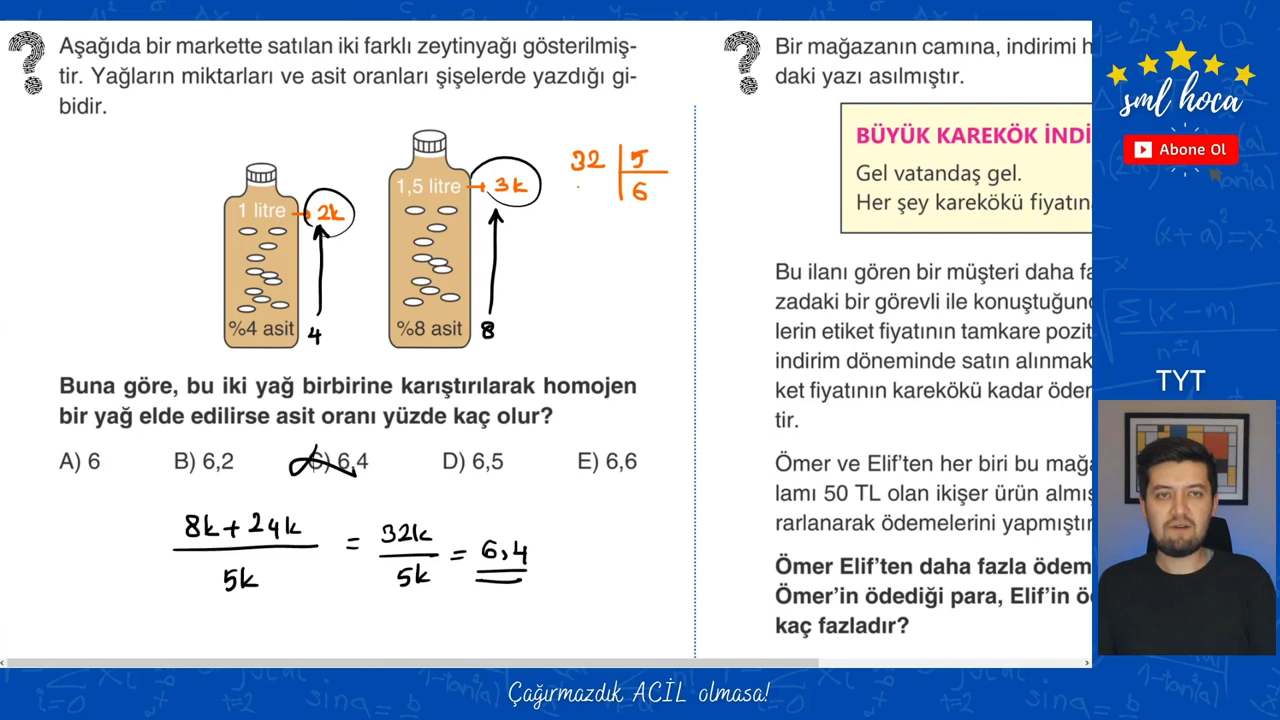 Aşağıda bir markette satılan iki farklı zeytinyağı gösterilmiş-
tir. Yağların miktarları ve asit oranları şişelerde yazdığı gi-
bidir.
1 litre
2k
%4 asit
4
1,5 litre
3k
%8 asit
8
32 5
6
Buna göre, bu iki yağ birbirine karıştırılarak homojen
bir yağ elde edilirse asit oranı yüzde kaç olur?
A) 6 B) 6,2 C) 6,4 D) 6,5 E) 6,6
8k+24k = 32k = 6,4
5k 5k
Bir mağazanın camına, indirimi h
daki yazı asılmıştır.
BÜYÜK KAREKÖK İNDİ
Gel vatandaş gel.
Her şey karekökü fiyatın
Bu ilanı gören bir müşteri daha fa
zadaki bir görevli ile konuştuğund
lerin etiket fiyatının tamkare pozit
indirim döneminde satın alınmak
ket fiyatının karekökü kadar öden
tir.
Ömer ve Elif'ten her biri bu mağa
lamı 50 TL olan ikişer ürün almış
rarlanarak ödemelerini yapmıştır
Ömer Elif'ten daha fazla ödem
Ömer'in ödediği para, Elif'in öd
kaç fazladır?
sml hoca
Abone Ol
TYT
Çağırmazdık ACİL olmasa!